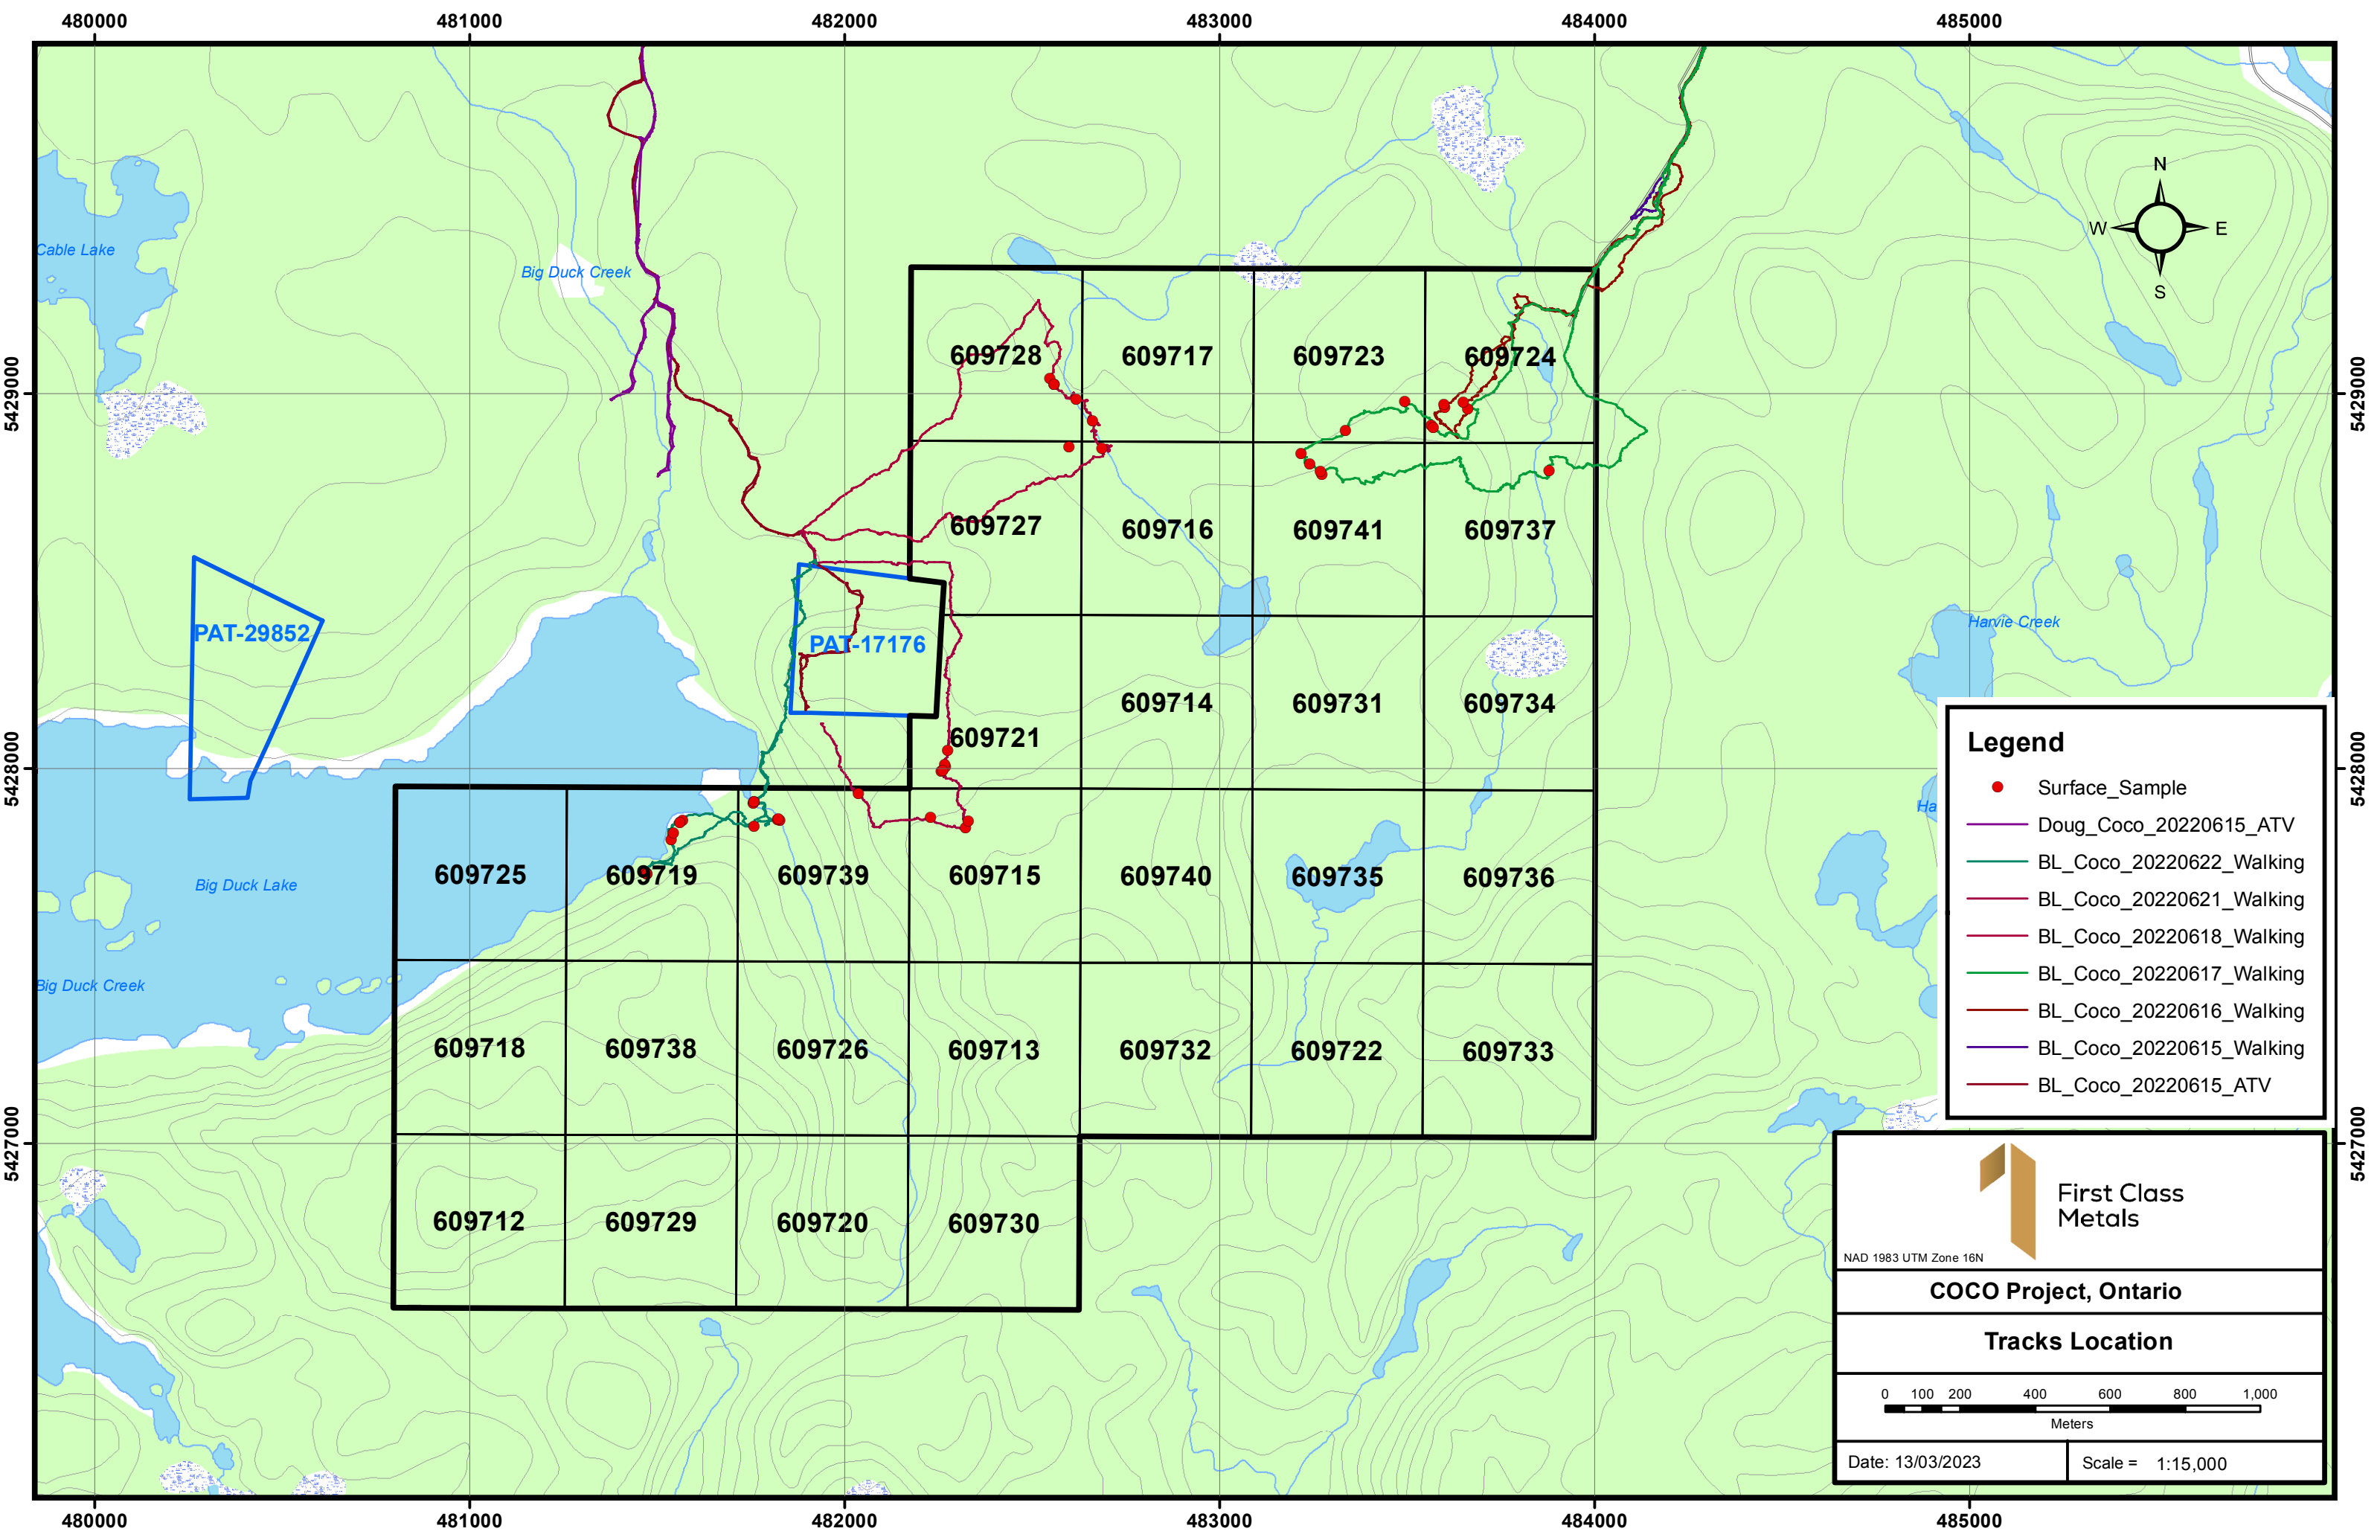 480000 481000 482000 483000 484000 485000
N
W E
S
Cable Lake
Big Duck Creek
5429000 5429000
609728 609717 609723 609724
609727 609716 609741 609737
PAT-29852
PAT-17176
Harvie Creek
609714 609731 609734
609721
5428000 5428000
Ha
Big Duck Lake
609725 609719 609739 609715 609740 609735 609736
Big Duck Creek
609718 609738 609726 609713 609732 609722 609733
5427000 5427000
609712 609729 609720 609730
Legend
Surface_Sample
Doug_Coco_20220615_ATV
BL_Coco_20220622_Walking
BL_Coco_20220621_Walking
BL_Coco_20220618_Walking
BL_Coco_20220617_Walking
BL_Coco_20220616_Walking
BL_Coco_20220615_Walking
BL_Coco_20220615_ATV
First Class
Metals
NAD 1983 UTM Zone 16N
COCO Project, Ontario
Tracks Location
0 100 200 400 600 800 1,000
Meters
Date: 13/03/2023 Scale = 1:15,000
480000 481000 482000 483000 484000 485000